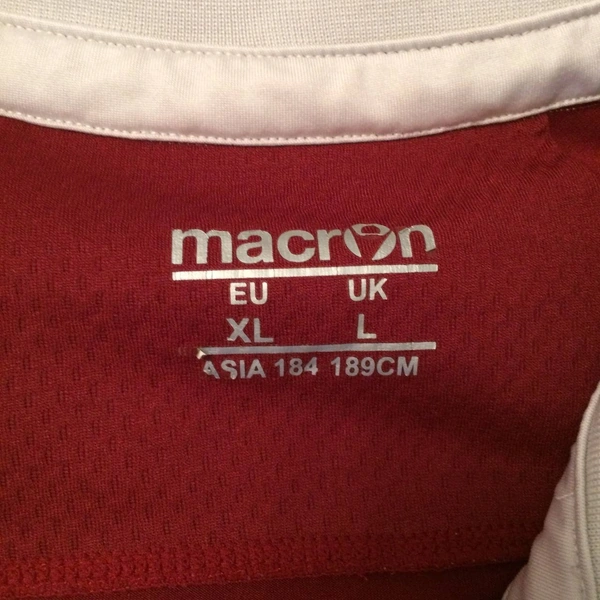 macron
EU UK
XL L
ASIA 184 189CM